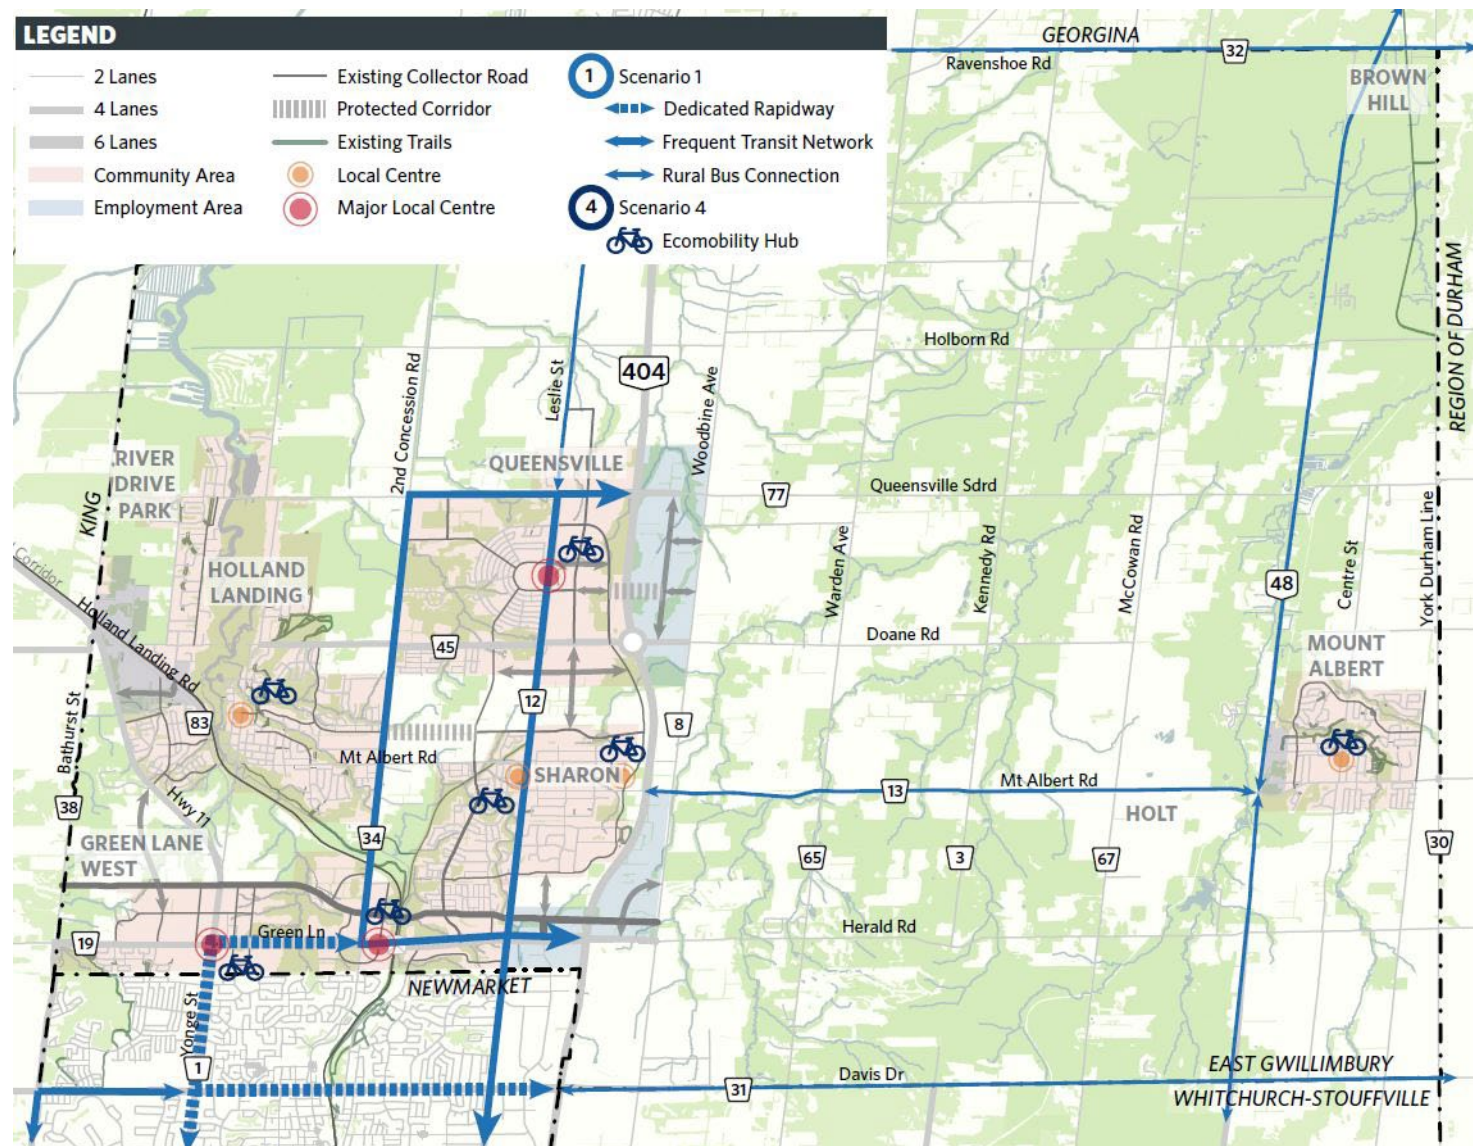 LEGEND
2 Lanes
4 Lanes
6 Lanes
Community Area
Employment Area
Existing Collector Road
Protected Corridor
Existing Trails
Local Centre
Major Local Centre
1 Scenario 1
Dedicated Rapidway
Frequent Transit Network
Rural Bus Connection
4 Scenario 4
Ecomobility Hub
GEORGINA
32
Ravenshoe Rd
BROWN
HILL
REGION OF DURHAM
Holborn Rd
404
2nd Concession Rd
Leslie St
Woodbine Ave
RIVER
DRIVE
PARK
KING
QUEENSVILLE
77
Queensville Sdrd
Warden Ave
Kennedy Rd
McCowan Rd
48
Centre St
York Durham Line
Corridor
HOLLAND
LANDING
Holland Landing Rd
45
Doane Rd
MOUNT
ALBERT
Bathurst St
83
12
8
Mt Albert Rd
SHARON
13
Mt Albert Rd
HOLT
38
Hwy 11
34
GREEN LANE
WEST
65
3
67
30
19
Green Ln
Herald Rd
NEWMARKET
Yonge St
1
31
Davis Dr
EAST GWILLIMBURY
WHITCHURCH-STOUFFVILLE